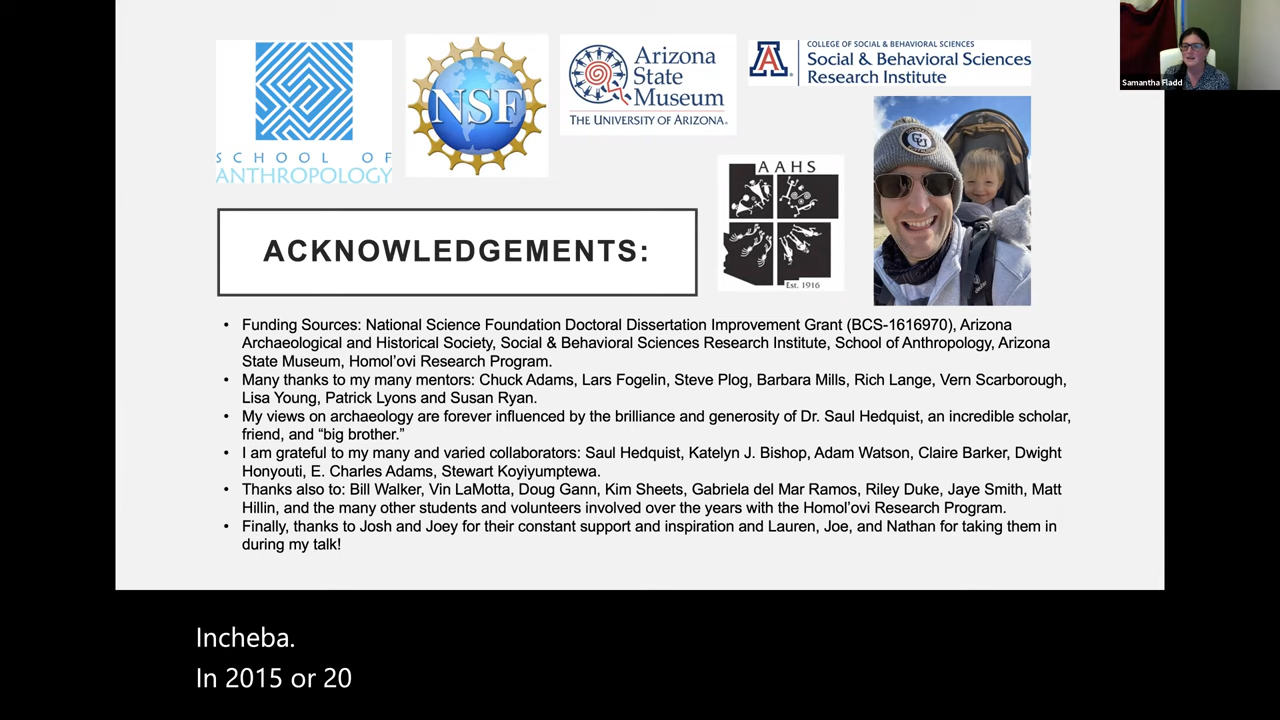 SCHOOL OF
ANTHROPOLOGY
NSF
Arizona
State
Museum
THE UNIVERSITY OF ARIZONA®
A
COLLEGE OF SOCIAL & BEHAVIORAL SCIENCES
Social & Behavioral Sciences
Research Institute
Samantha Fladd
AAHS
Est. 1916
CU
ACKNOWLEDGEMENTS:
• Funding Sources: National Science Foundation Doctoral Dissertation Improvement Grant (BCS-1616970), Arizona
Archaeological and Historical Society, Social & Behavioral Sciences Research Institute, School of Anthropology, Arizona
State Museum, Homol’ovi Research Program.
• Many thanks to my many mentors: Chuck Adams, Lars Fogelin, Steve Plog, Barbara Mills, Rich Lange, Vern Scarborough,
Lisa Young, Patrick Lyons and Susan Ryan.
• My views on archaeology are forever influenced by the brilliance and generosity of Dr. Saul Hedquist, an incredible scholar,
friend, and “big brother.”
• I am grateful to my many and varied collaborators: Saul Hedquist, Katelyn J. Bishop, Adam Watson, Claire Barker, Dwight
Honyouti, E. Charles Adams, Stewart Koyiyumptewa.
• Thanks also to: Bill Walker, Vin LaMotta, Doug Gann, Kim Sheets, Gabriela del Mar Ramos, Riley Duke, Jaye Smith, Matt
Hillin, and the many other students and volunteers involved over the years with the Homol’ovi Research Program.
• Finally, thanks to Josh and Joey for their constant support and inspiration and Lauren, Joe, and Nathan for taking them in
during my talk!
Incheba.
In 2015 or 20